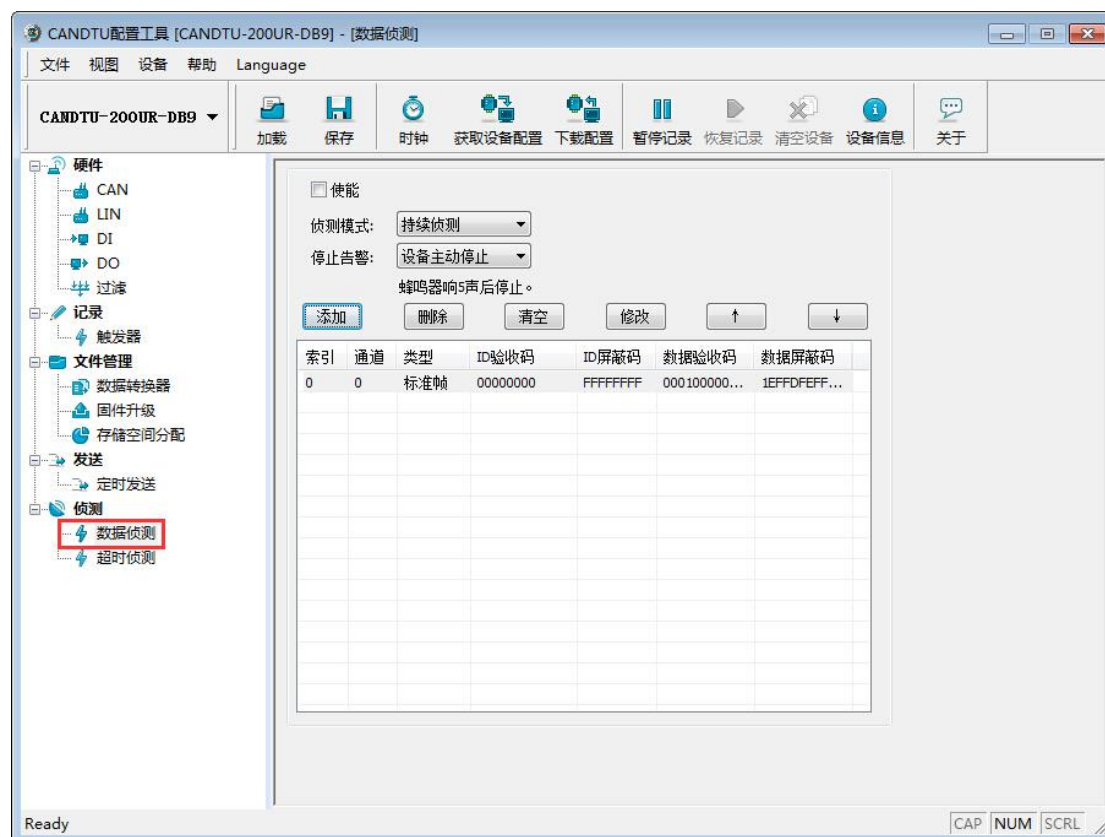 CANDTU配置工具 [CANDTU-200UR-DB9] - [数据侦测]
文件 视图 设备 帮助 Language
CANDTU-200UR-DB9
加载 保存 时钟 获取设备配置 下载配置 暂停记录 恢复记录 清空设备 设备信息 关于
硬件
CAN
LIN
DI
DO
过滤
记录
触发器
文件管理
数据转换器
固件升级
存储空间分配
发送
定时发送
侦测
数据侦测
超时侦测
使能
侦测模式: 持续侦测
停止告警: 设备主动停止
蜂鸣器响5声后停止。
添加 删除 清空 修改 ↑ ↓
索引 通道 类型 ID验收码 ID屏蔽码 数据验收码 数据屏蔽码
0 0 标准帧 00000000 FFFFFFFF 000100000... 1EFFDFEFF...
Ready CAP NUM SCRL